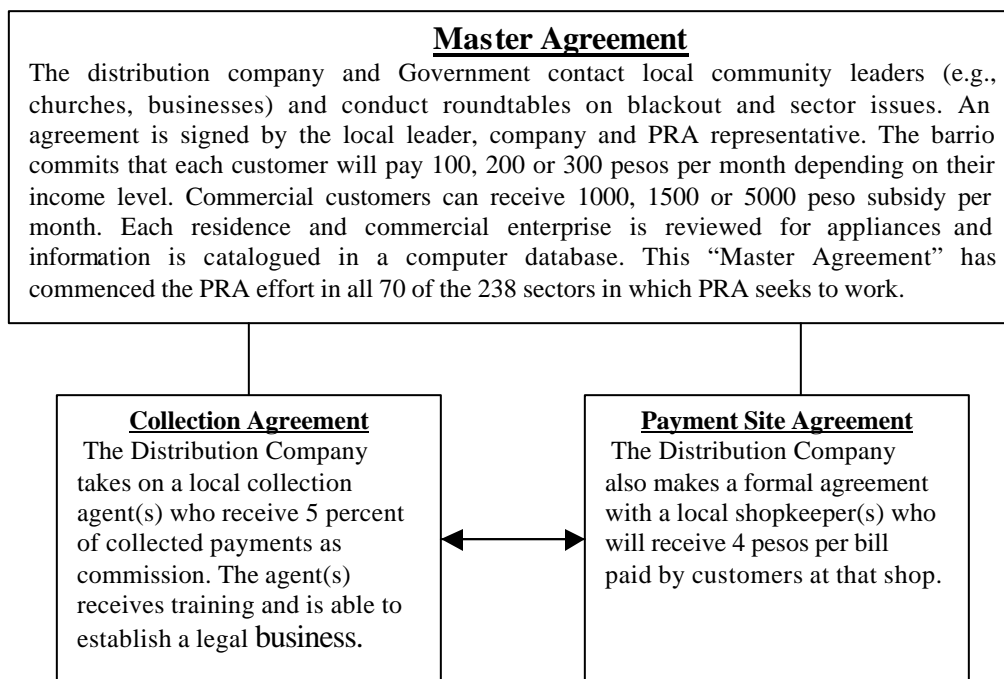 Master Agreement
The distribution company and Government contact local community leaders (e.g.,
churches, businesses) and conduct roundtables on blackout and sector issues. An
agreement is signed by the local leader, company and PRA representative. The barrio
commits that each customer will pay 100, 200 or 300 pesos per month depending on their
income level. Commercial customers can receive 1000, 1500 or 5000 peso subsidy per
month. Each residence and commercial enterprise is reviewed for appliances and
information is catalogued in a computer database. This “Master Agreement” has
commenced the PRA effort in all 70 of the 238 sectors in which PRA seeks to work.
Collection Agreement
The Distribution Company
takes on a local collection
agent(s) who receive 5 percent
of collected payments as
commission. The agent(s)
receives training and is able to
establish a legal business.
Payment Site Agreement
The Distribution Company
also makes a formal agreement
with a local shopkeeper(s) who
will receive 4 pesos per bill
paid by customers at that shop.